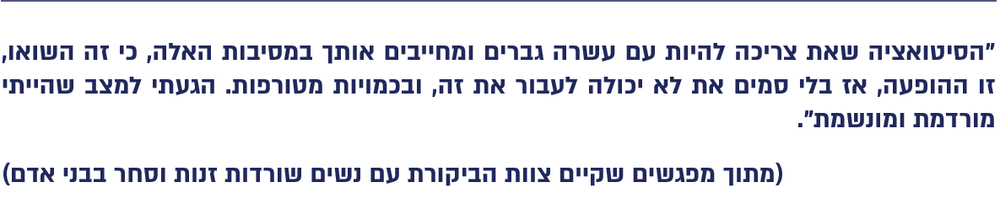 "הסיטואציה שאת צריכה להיות עם עשרה גברים ומחייבים אותך במסיבות האלה, כי זה השואו,
זו ההופעה, אז בלי סמים את לא יכולה לעבור את זה, ובכמויות מטורפות. הגעתי למצב שהייתי
מורדמת ומונשמת".
(מתוך מפגשים שקיים צוות הביקורת עם נשים שורדות זנות וסחר בבני אדם)